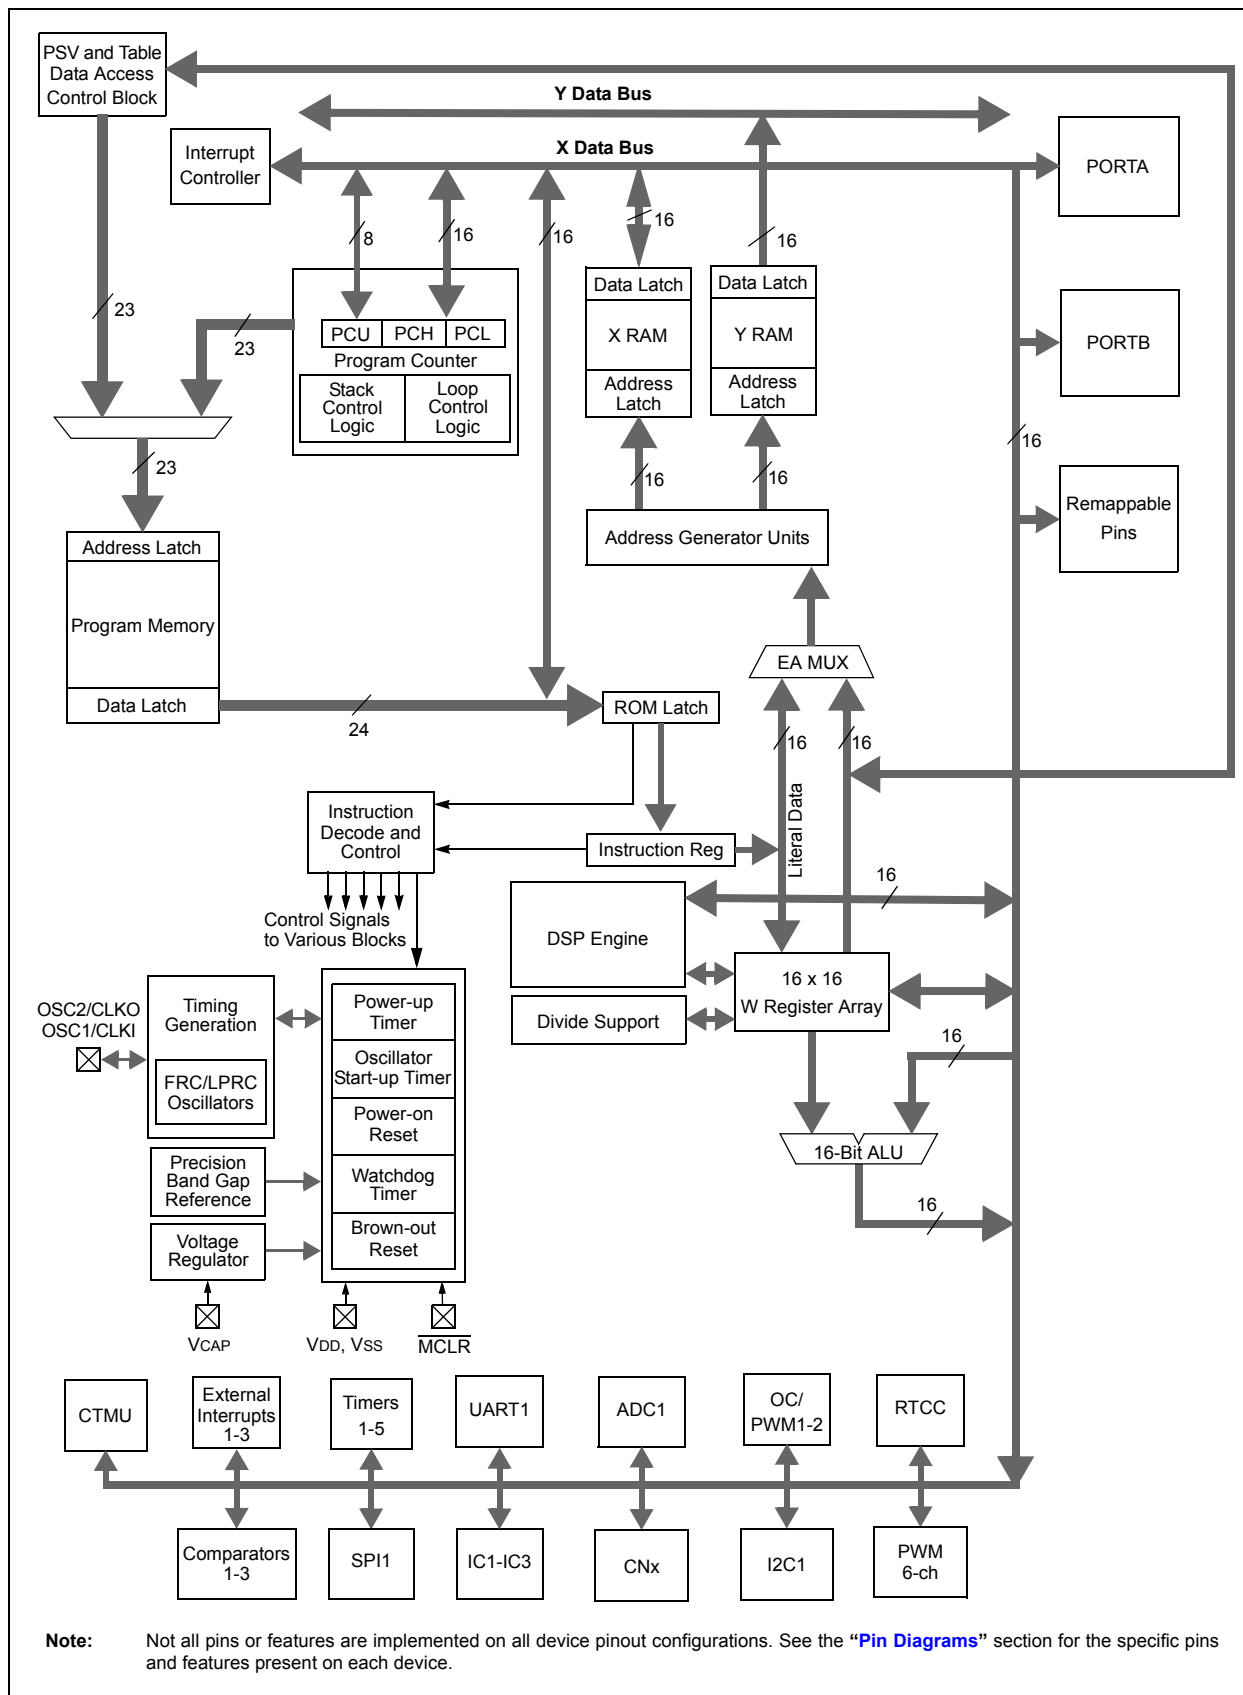 PSV and Table
Data Access
Control Block
Y Data Bus
X Data Bus
Interrupt
Controller
PORTA
8
16
16
16
16
23
23
Data Latch
X RAM
Address
Latch
Data Latch
Y RAM
Address
Latch
PCU
PCH
PCL
Program Counter
Stack
Control
Logic
Loop
Control
Logic
PORTB
16
23
16
16
Address Generator Units
Remappable
Pins
Address Latch
Program Memory
Data Latch
EA MUX
24
ROM Latch
16
16
Literal Data
Instruction
Decode and
Control
Instruction Reg
16
Control Signals
to Various Blocks
DSP Engine
16 x 16
W Register Array
Divide Support
OSC2/CLKO
OSC1/CLKI
Timing
Generation
FRC/LPRC
Oscillators
Power-up
Timer
Oscillator
Start-up Timer
Power-on
Reset
Watchdog
Timer
Brown-out
Reset
16
16-Bit ALU
16
Precision
Band Gap
Reference
Voltage
Regulator
VCAP
VDD, VSS
MCLR
CTMU
External
Interrupts
1-3
Timers
1-5
UART1
ADC1
OC/
PWM1-2
RTCC
Comparators
1-3
SPI1
IC1-IC3
CNx
I2C1
PWM
6-ch
Note: Not all pins or features are implemented on all device pinout configurations. See the “Pin Diagrams” section for the specific pins
and features present on each device.